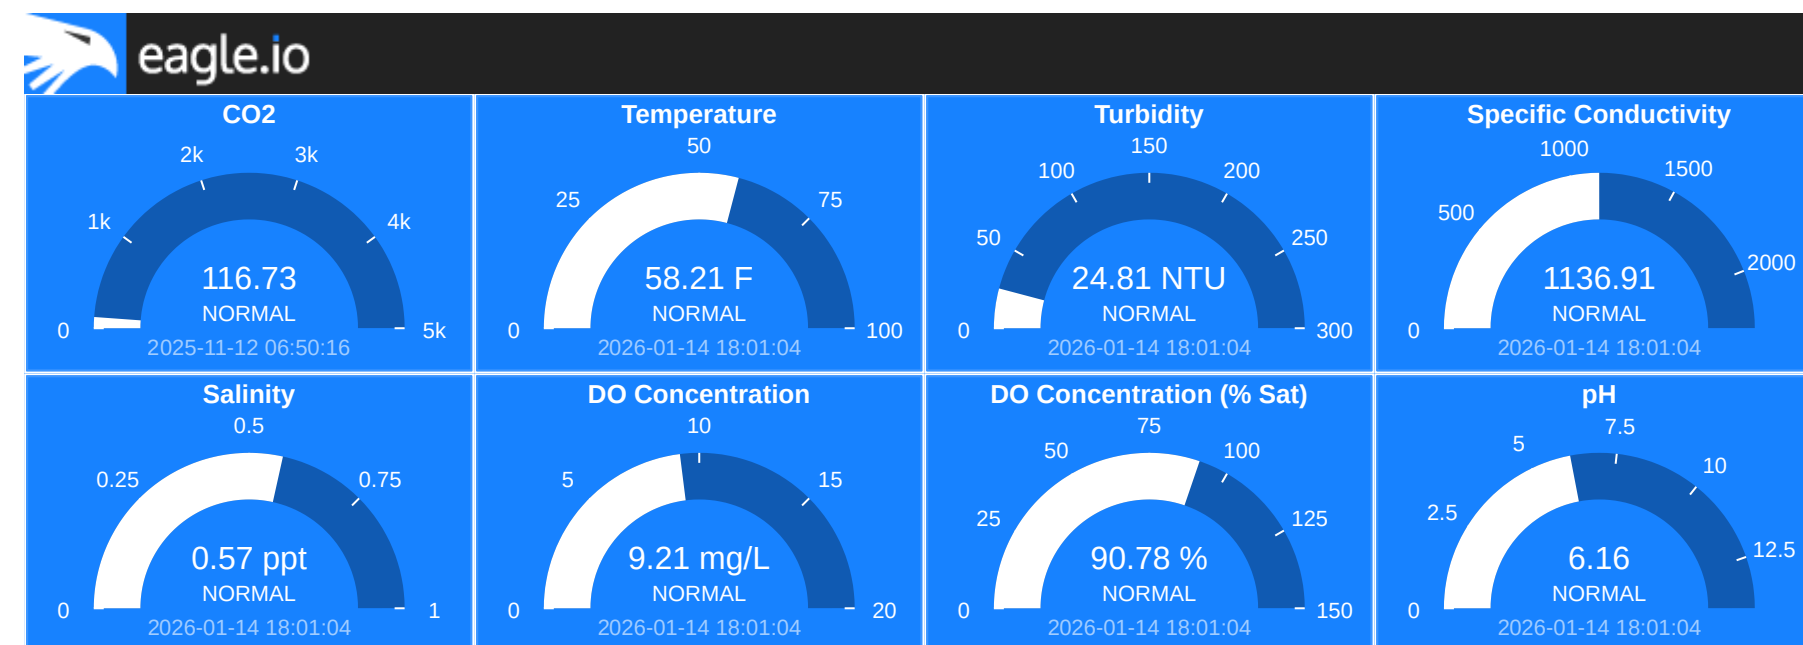 eagle.io
CO2
0
1k
2k
3k
4k
5k
116.73
NORMAL
2025-11-12 06:50:16
Temperature
0
25
50
75
100
58.21 F
NORMAL
2026-01-14 18:01:04
Turbidity
0
50
100
150
200
250
300
24.81 NTU
NORMAL
2026-01-14 18:01:04
Specific Conductivity
0
500
1000
1500
2000
1136.91
NORMAL
2026-01-14 18:01:04
Salinity
0
0.25
0.5
0.75
1
0.57 ppt
NORMAL
2026-01-14 18:01:04
DO Concentration
0
5
10
15
20
9.21 mg/L
NORMAL
2026-01-14 18:01:04
DO Concentration (% Sat)
0
25
50
75
100
125
150
90.78 %
NORMAL
2026-01-14 18:01:04
pH
0
2.5
5
7.5
10
12.5
6.16
NORMAL
2026-01-14 18:01:04